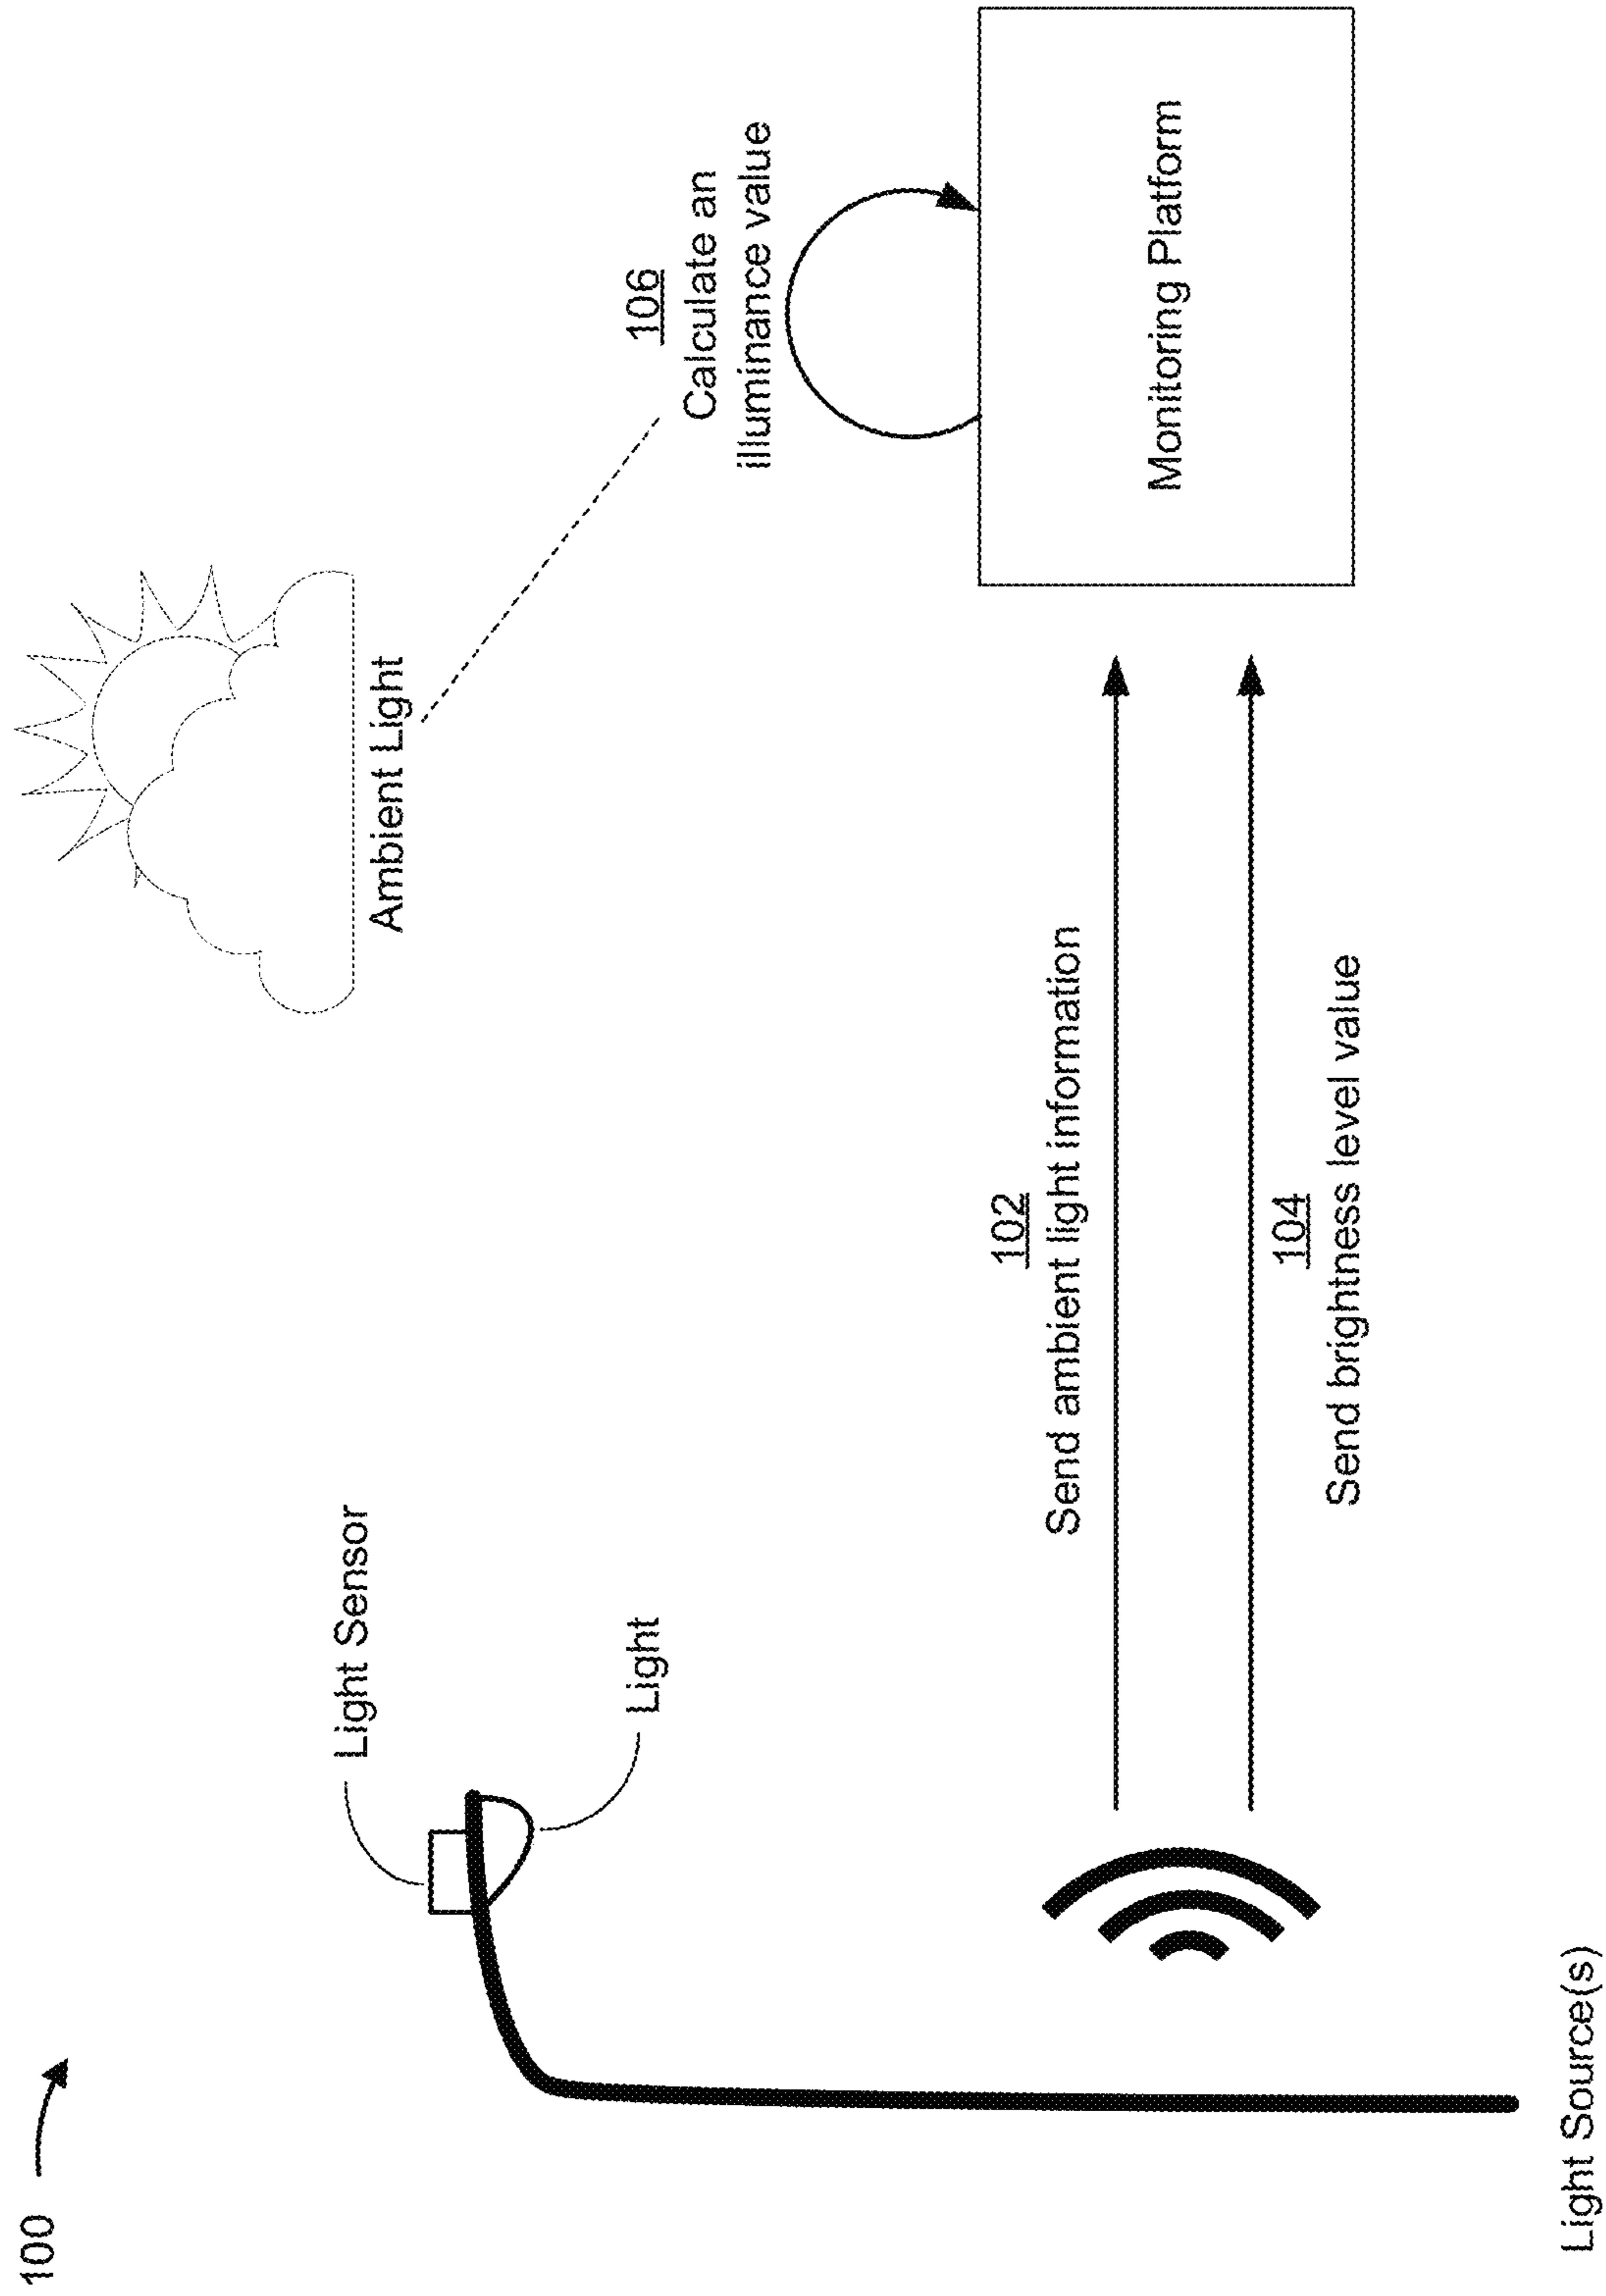 100
Ambient Light
Light Sensor
Light
106
Calculate an
illuminance value
102
Send ambient light information
104
Send brightness level value
Monitoring Platform
Light Source(s)